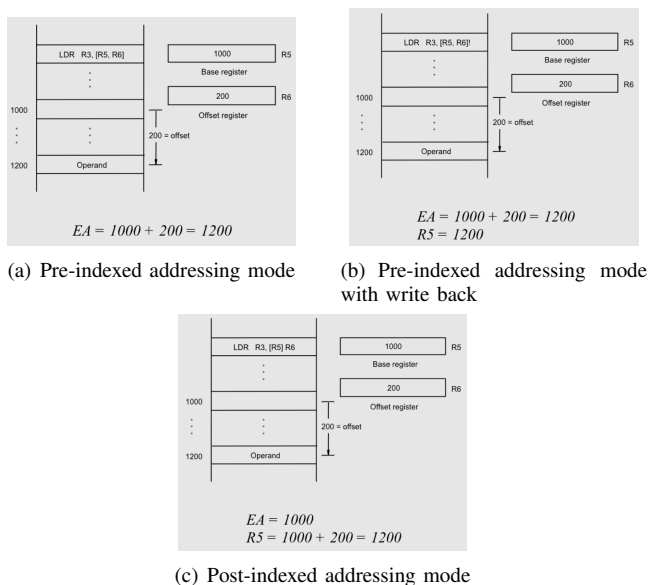 LDR R3, [R5, R6]
1000 R5
Base register
200 R6
Offset register
1000
200 = offset
1200 Operand
EA = 1000 + 200 = 1200
(a) Pre-indexed addressing mode
LDR R3, [R5, R6]!
1000 R5
Base register
200 R6
1000
Offset register
200 = offset
1200 Operand
EA = 1000 + 200 = 1200
R5 = 1200
(b) Pre-indexed addressing mode
with write back
LDR R3, [R5] R6
1000 R5
Base register
200 R6
1000
Offset register
200 = offset
1200 Operand
EA = 1000
R5 = 1000 + 200 = 1200
(c) Post-indexed addressing mode